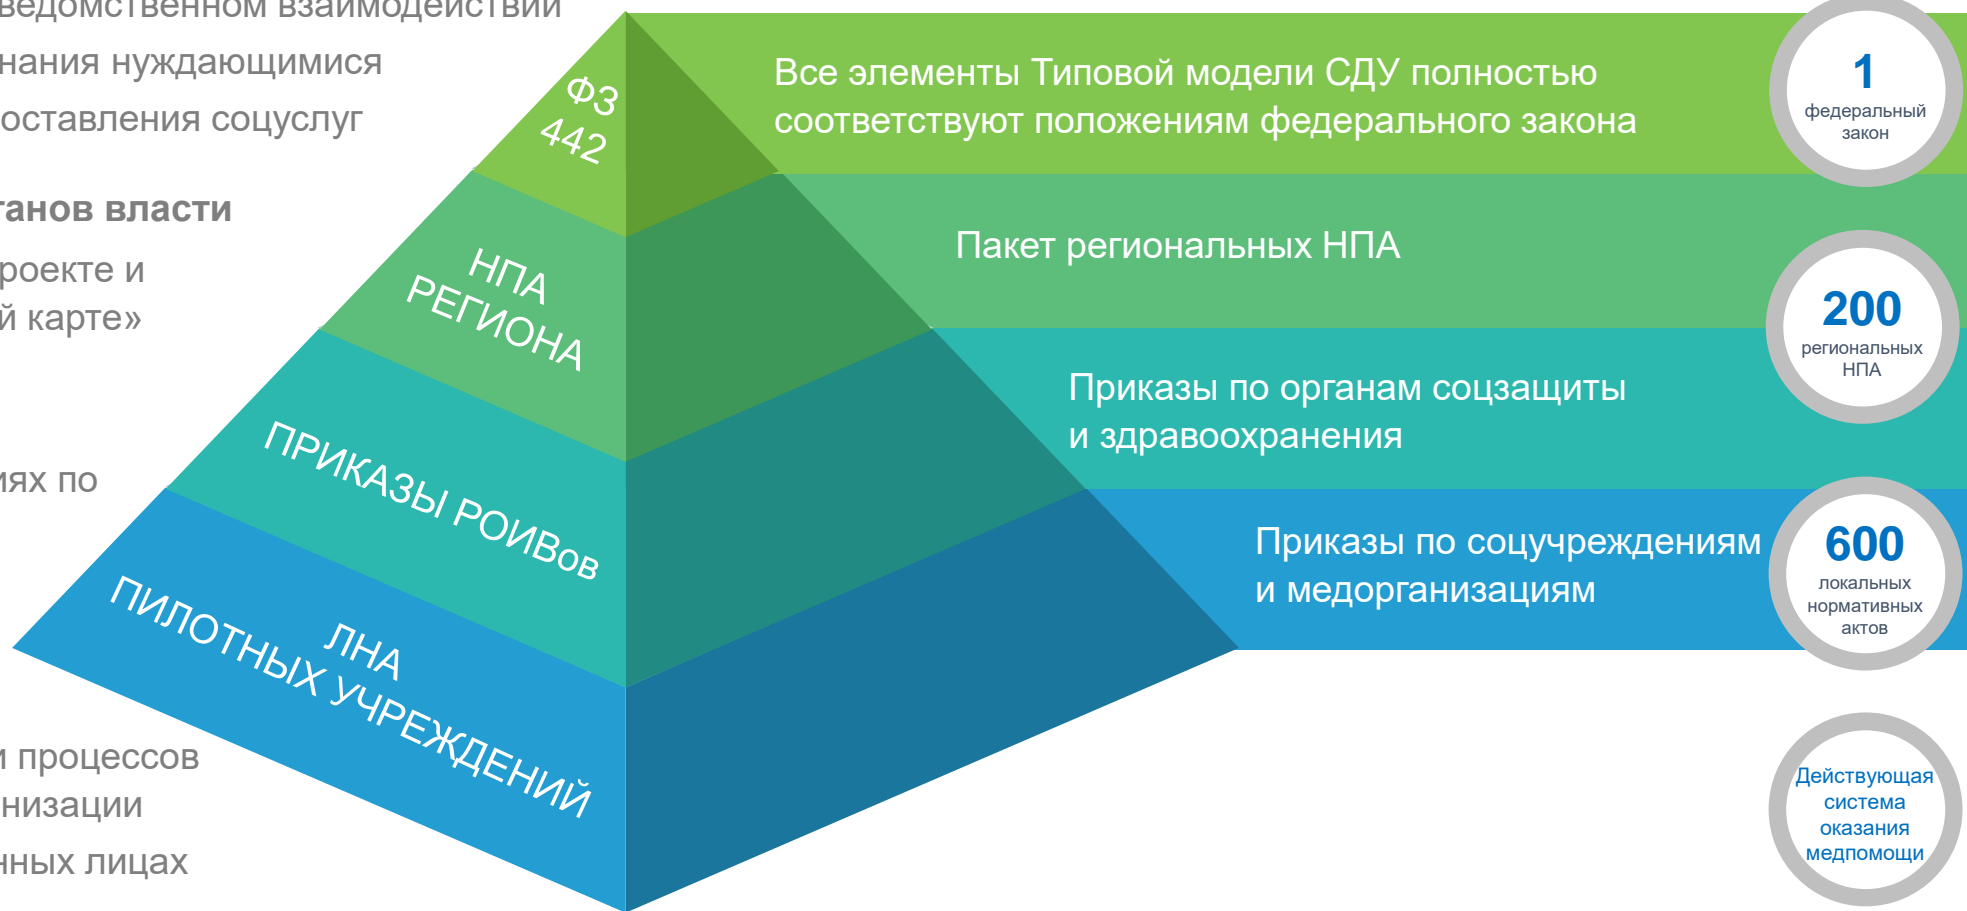 ведомственном взаимодействии
нания нуждающимися
оставления соцуслуг
танов власти
роекте и
й карте»
иях по
и процессов
низации
нных лицах
ФЗ
442
НПА
РЕГИОНА
ПРИКАЗЫ РОИВов
ЛНА
ПИЛОТНЫХ УЧРЕЖДЕНИЙ
Все элементы Типовой модели СДУ полностью
соответствуют положениям федерального закона
Пакет региональных НПА
Приказы по органам соцзащиты
и здравоохранения
Приказы по соцучреждениям
и медорганизациям
1
федеральный
закон
200
региональных
НПА
600
локальных
нормативных
актов
Действующая
система
оказания
медпомощи